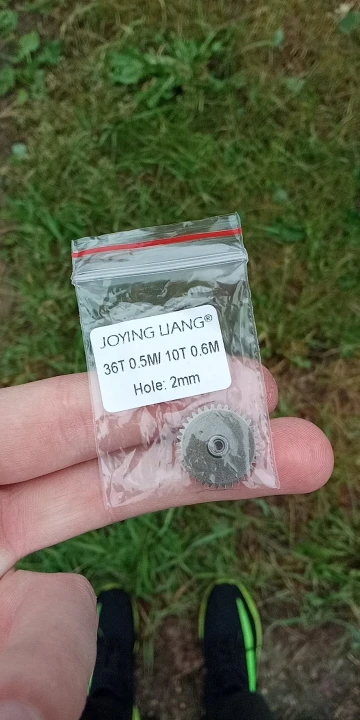 JOYING LIANG®
36T 0.5M/ 10T 0.6M
Hole: 2mm